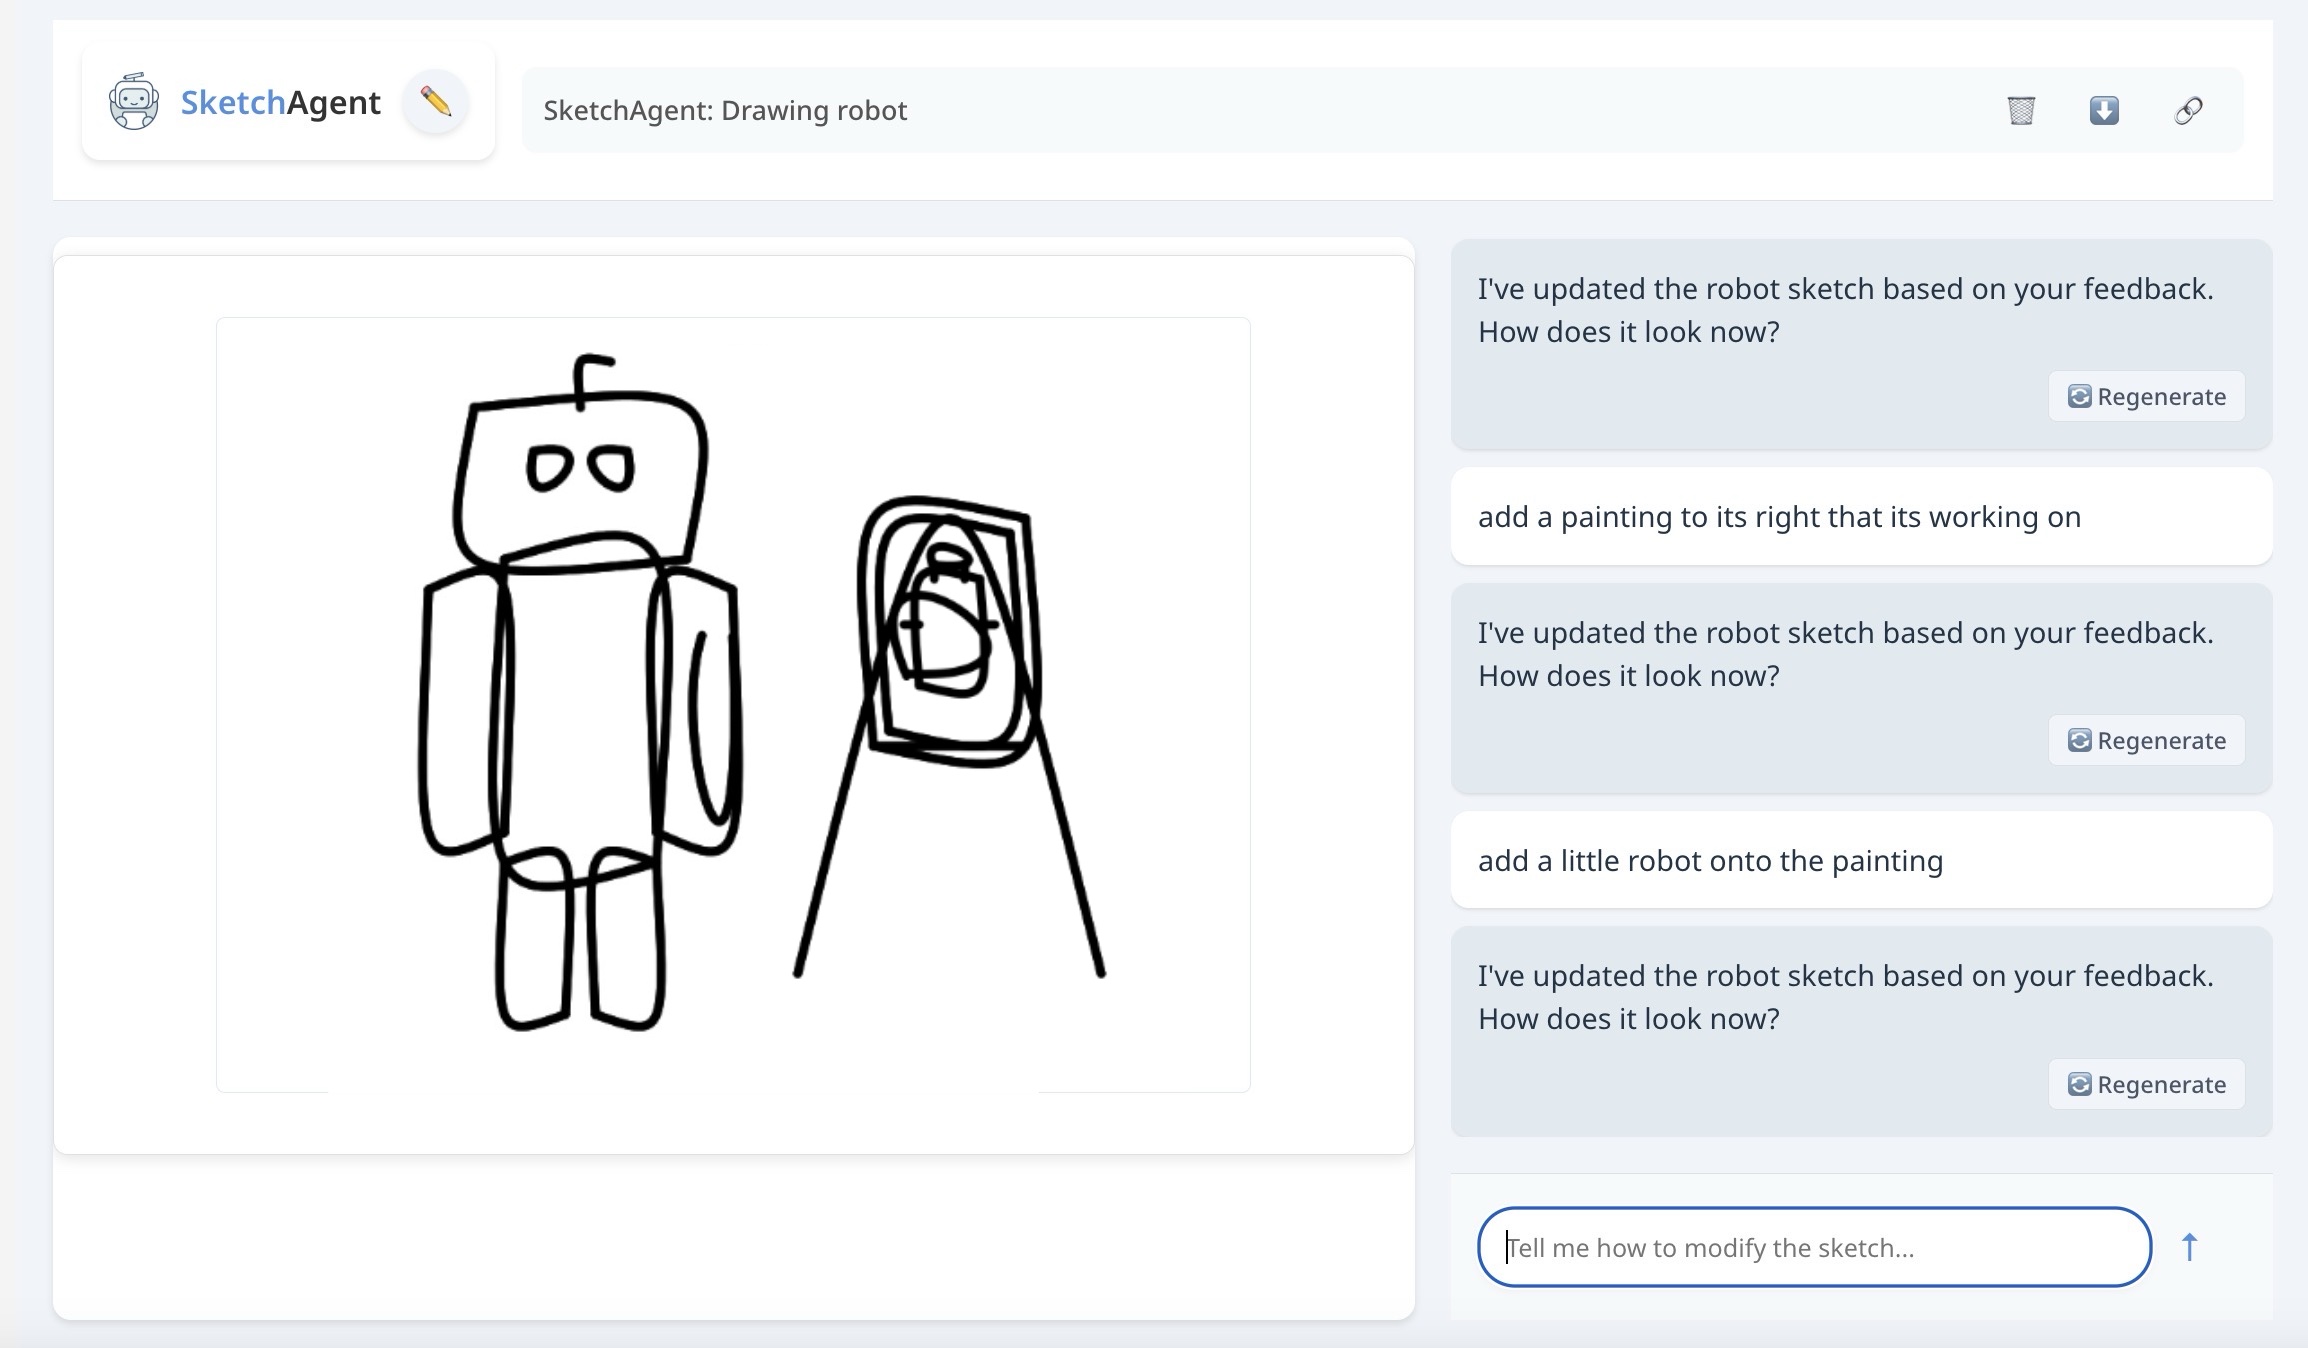 SketchAgent
SketchAgent: Drawing robot
I've updated the robot sketch based on your feedback.
How does it look now?
Regenerate
add a painting to its right that its working on
I've updated the robot sketch based on your feedback.
How does it look now?
Regenerate
add a little robot onto the painting
I've updated the robot sketch based on your feedback.
How does it look now?
Regenerate
Tell me how to modify the sketch...